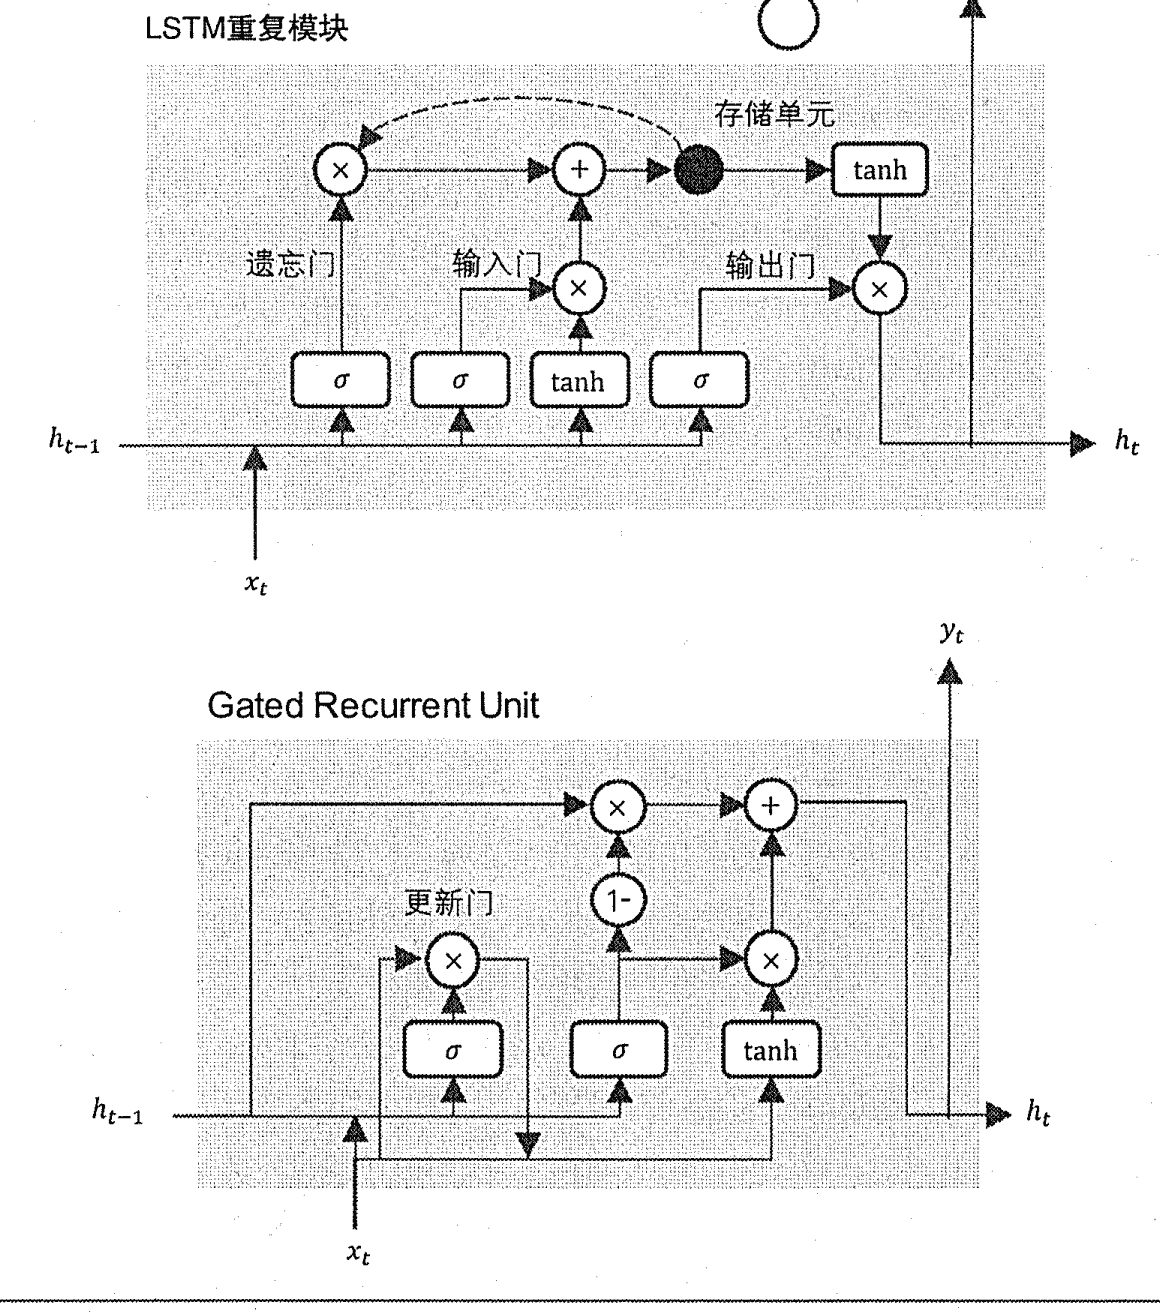 LSTM重复模块
存储单元
× + tanh
遗忘门 输入门 输出门
× ×
σ σ tanh σ
h_{t−1} h_t
x_t
y_t
Gated Recurrent Unit
× +
更新门 1-
× ×
σ σ tanh
h_{t−1} h_t
x_t